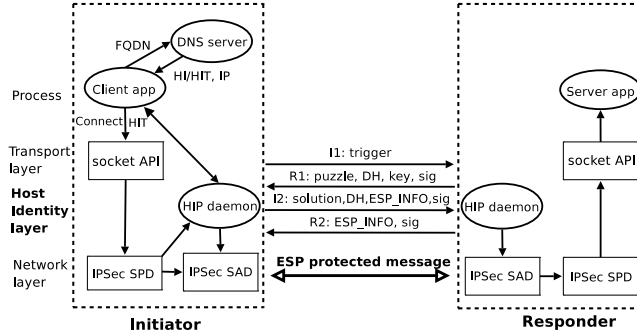 FQDN
DNS server
HI/HIT, IP
Process
Client app
Server app
Connect
HIT
Transport layer
socket API
I1: trigger
socket API
R1: puzzle, DH, key, sig
Host Identity layer
HIP daemon
I2: solution,DH,ESP_INFO,sig
HIP daemon
R2: ESP_INFO, sig
Network layer
IPSec SPD
IPSec SAD
ESP protected message
IPSec SAD
IPSec SPD
Initiator
Responder